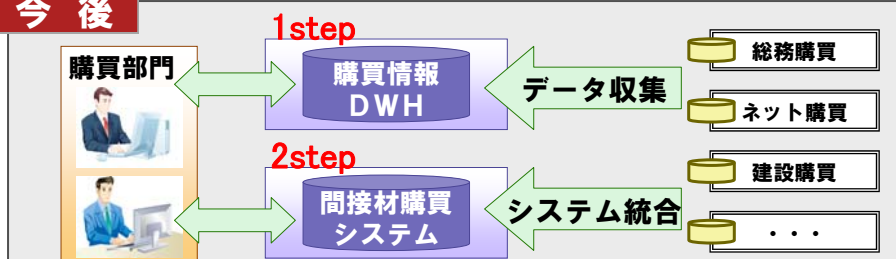 今後
1step
購買部門
購買情報
DWH
データ収集
総務購買
ネット購買
2step
間接材購買
システム
システム統合
建設購買
・・・